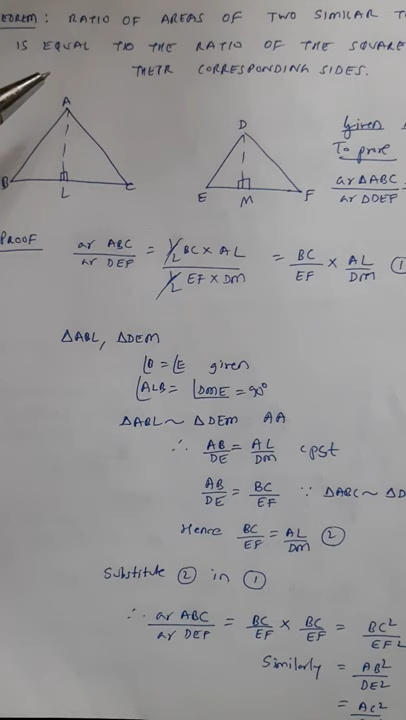 EOREM: RATIO OF AREAS OF TWO SIMILAR T
IS EQUAL TO THE RATIO OF THE SQUARE
THEIR CORRESPONDING SIDES.
A
B
L
C
D
E
M
F
Given
To prove
ar ΔABC
ar ΔDEF
PROOF
ar ABC / ar DEF = 1/2 BC × AL / 1/2 EF × DM = BC/EF × AL/DM ①
ΔABL, ΔDEM
∠B = ∠E given
∠ALB = ∠DME = 90°
ΔABL ~ ΔDEM AA
∴ AB/DE = AL/DM cpst
AB/DE = BC/EF ∵ ΔABC ~ ΔD
Hence BC/EF = AL/DM ②
Substitute ② in ①
∴ ar ABC / ar DEF = BC/EF × BC/EF = BC²/EF²
Similarly = AB²/DE²
= AC²